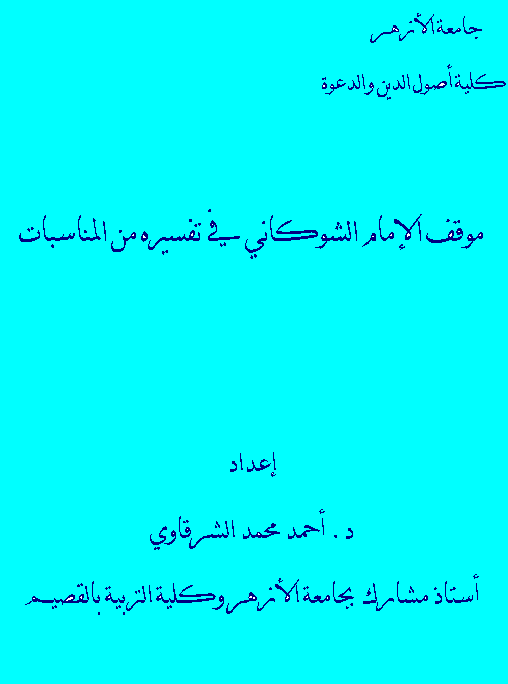 جامعة الأزهر
كلية أصول الدين والدعوة
موقف الإمام الشوكاني في تفسيره من المناسبات
إعداد
د . أحمد محمد الشرقاوي
أستاذ مشارك بجامعة الأزهر وكلية التربية بالقصيم